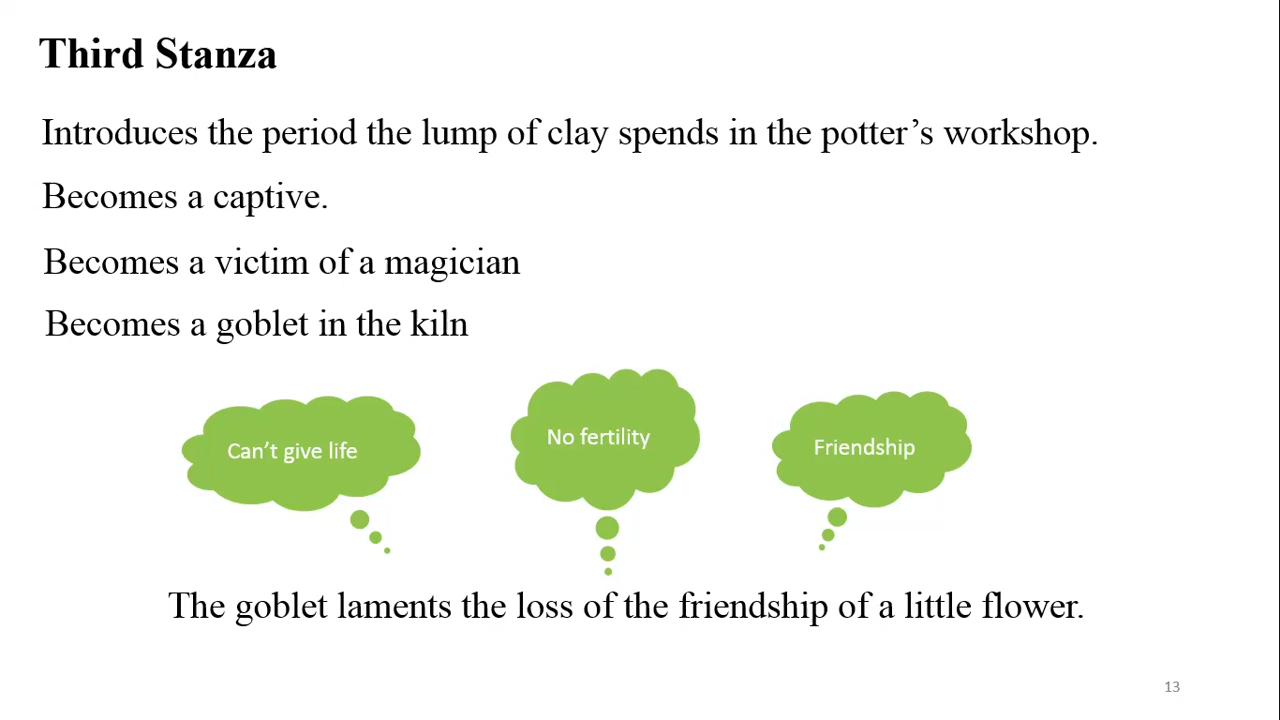 Third Stanza
Introduces the period the lump of clay spends in the potter’s workshop.
Becomes a captive.
Becomes a victim of a magician
Becomes a goblet in the kiln
Can’t give life
No fertility
Friendship
The goblet laments the loss of the friendship of a little flower.
13